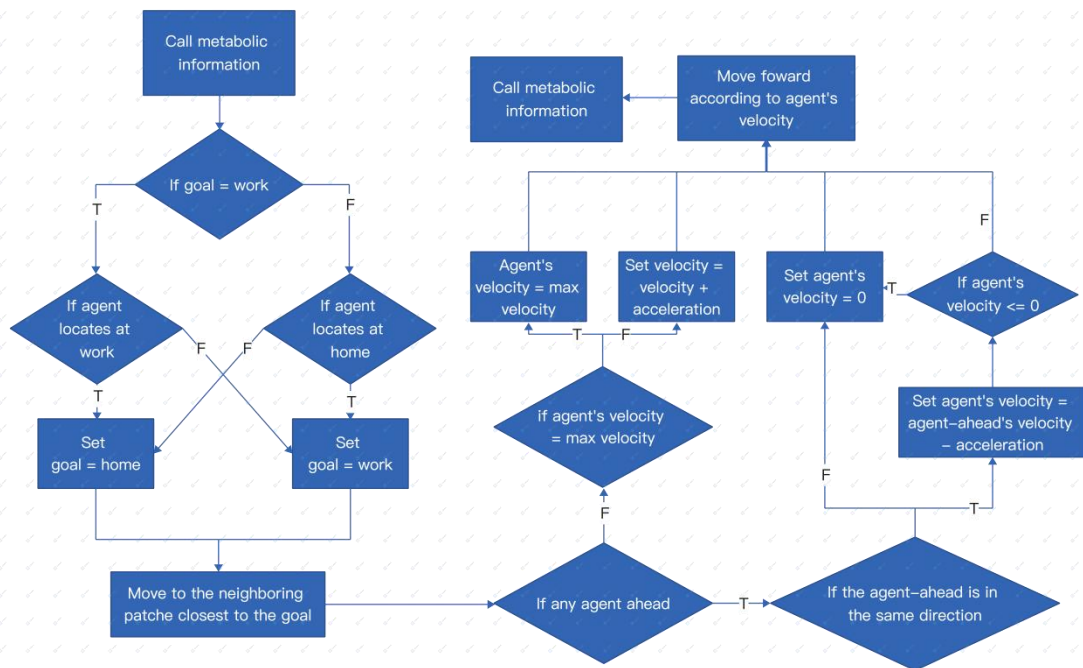 Call metabolic
information
If goal = work
T
F
If agent
locates at
work
If agent
locates at
home
F
F
T
T
Set
goal = home
Set
goal = work
Move to the neighboring
patche closest to the goal
If any agent ahead
F
T
If the agent-ahead is in
the same direction
F
T
if agent's velocity
= max velocity
T
F
Agent's
velocity = max
velocity
Set velocity =
velocity +
acceleration
Set agent's velocity =
agent-ahead's velocity
- acceleration
If agent's
velocity <= 0
T
F
Set agent's
velocity = 0
Move foward
according to agent's
velocity
Call metabolic
information